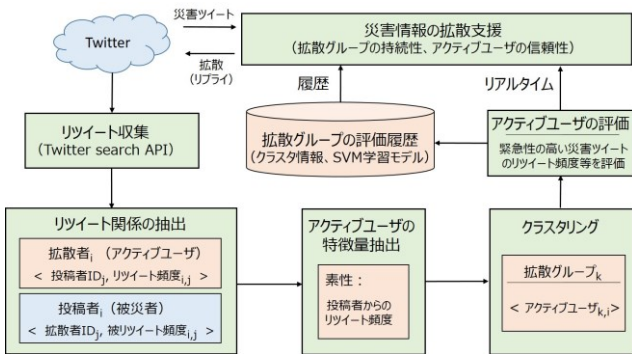 災害ツイート
Twitter
拡散
(リプライ)
災害情報の拡散支援
(拡散グループの持続性、アクティブユーザの信頼性)
履歴
リアルタイム
リツイート収集
(Twitter search API)
拡散グループの評価履歴
(クラスタ情報、SVM学習モデル)
アクティブユーザの評価
緊急性の高い災害ツイート
のリツイート頻度等を評価
リツイート関係の抽出
拡散者i (アクティブユーザ)
< 投稿者IDj, リツイート頻度i,j >
投稿者i (被災者)
< 拡散者IDj, 被リツイート頻度i,j >
アクティブユーザの
特徴量抽出
素性：
投稿者からの
リツイート頻度
クラスタリング
拡散グループk
< アクティブユーザk,i >